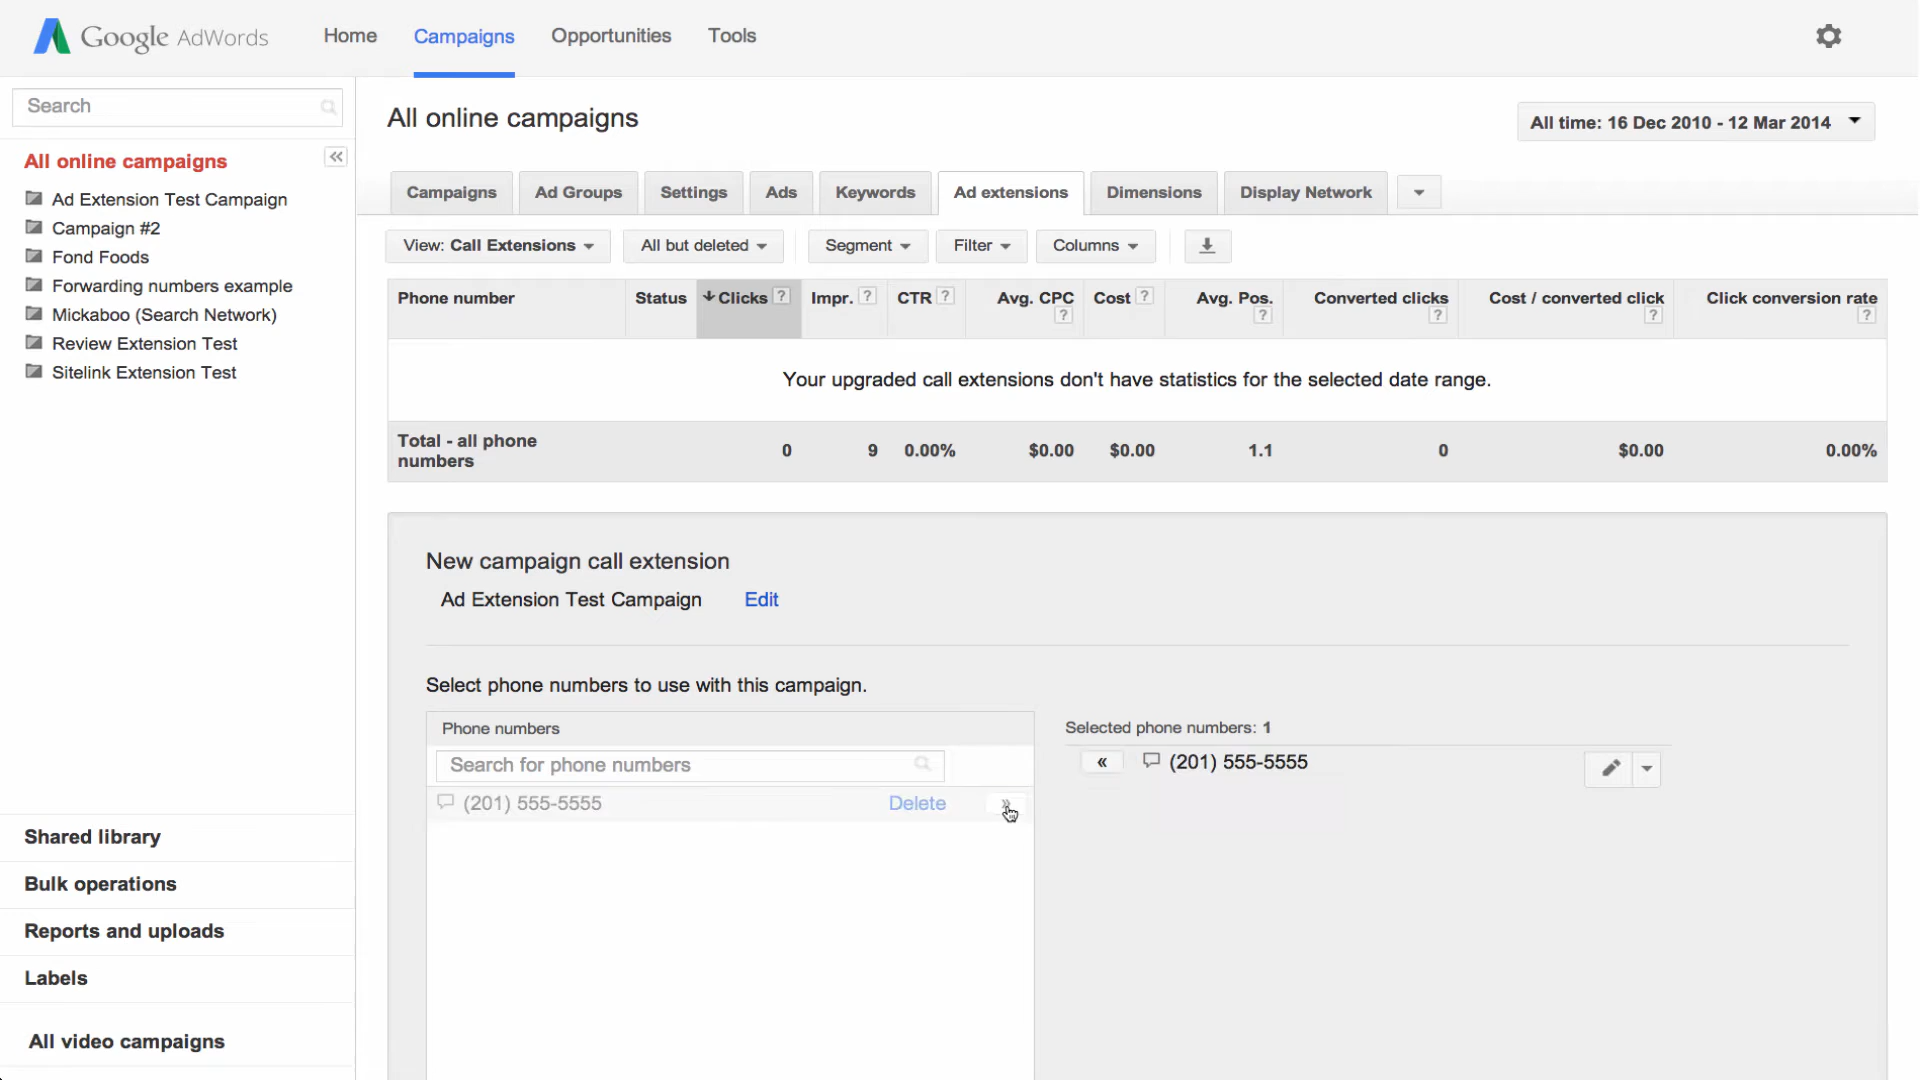 Google AdWords Home Campaigns Opportunities Tools
Search
All online campaigns
Ad Extension Test Campaign
Campaign #2
Fond Foods
Forwarding numbers example
Mickaboo (Search Network)
Review Extension Test
Sitelink Extension Test
Shared library
Bulk operations
Reports and uploads
Labels
All video campaigns
All online campaigns
All time: 16 Dec 2010 - 12 Mar 2014
Campaigns Ad Groups Settings Ads Keywords Ad extensions Dimensions Display Network
View: Call Extensions All but deleted Segment Filter Columns
Phone number Status Clicks ? Impr. ? CTR ? Avg. CPC ? Cost ? Avg. Pos. ? Converted clicks ? Cost / converted click ? Click conversion rate ?
Your upgraded call extensions don't have statistics for the selected date range.
Total - all phone
numbers
0 9 0.00% $0.00 $0.00 1.1 0 $0.00 0.00%
New campaign call extension
Ad Extension Test Campaign Edit
Select phone numbers to use with this campaign.
Phone numbers
Search for phone numbers
(201) 555-5555 Delete »
Selected phone numbers: 1
« (201) 555-5555